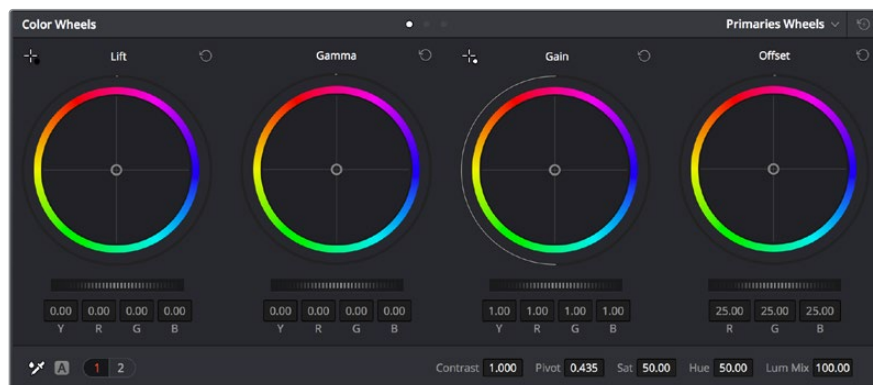 Color Wheels Primaries Wheels
Lift Gamma Gain Offset
0.00 0.00 0.00 0.00 0.00 0.00 0.00 0.00 1.00 1.00 1.00 1.00 25.00 25.00 25.00
Y R G B Y R G B Y R G B R G B
A 1 2 Contrast 1.000 Pivot 0.435 Sat 50.00 Hue 50.00 Lum Mix 100.00